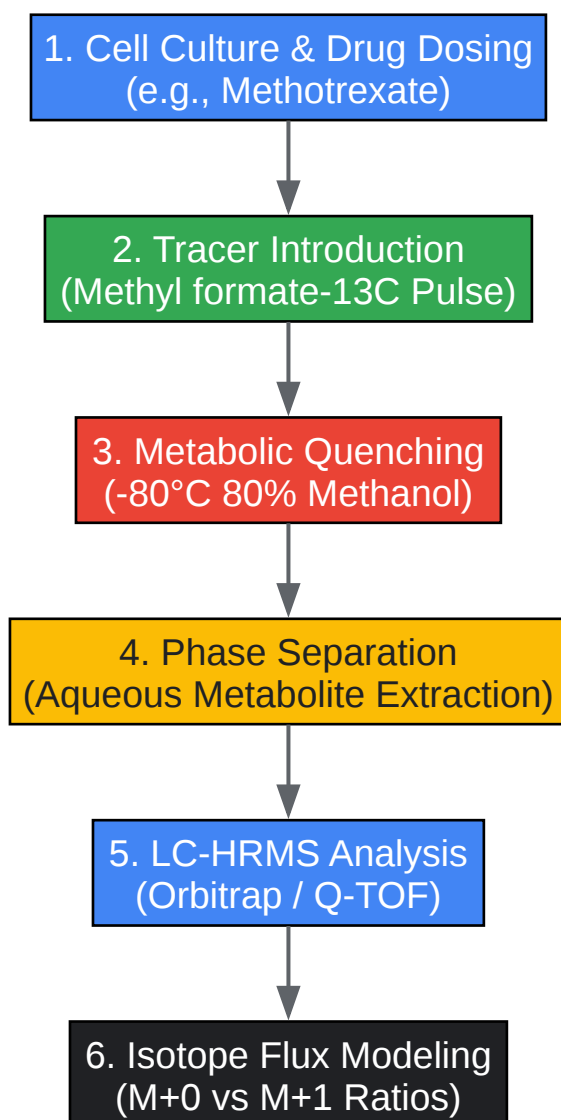 1. Cell Culture & Drug Dosing
(e.g., Methotrexate)
2. Tracer Introduction
(Methyl formate-13C Pulse)
3. Metabolic Quenching
(-80°C 80% Methanol)
4. Phase Separation
(Aqueous Metabolite Extraction)
5. LC-HRMS Analysis
(Orbitrap / Q-TOF)
6. Isotope Flux Modeling
(M+0 vs M+1 Ratios)